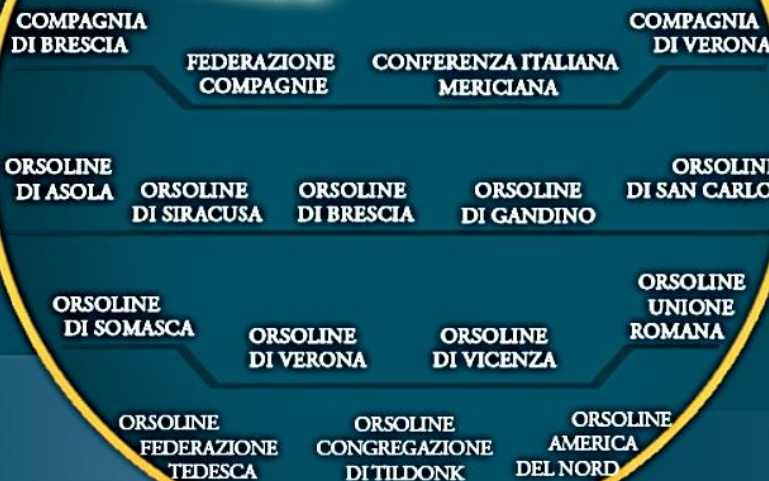 COMPAGNIA
DI BRESCIA
FEDERAZIONE
COMPAGNIE
CONFERENZA ITALIANA
MERICIANA
COMPAGNIA
DI VERONA
ORSOLINE
DI ASOLA
ORSOLINE
DI SIRACUSA
ORSOLINE
DI BRESCIA
ORSOLINE
DI GANDINO
ORSOLINE
DI SAN CARLO
ORSOLINE
DI SOMASCA
ORSOLINE
DI VERONA
ORSOLINE
DI VICENZA
ORSOLINE
UNIONE
ROMANA
ORSOLINE
FEDERAZIONE
TEDESCA
ORSOLINE
CONGREGAZIONE
DI TILDONK
ORSOLINE
AMERICA
DEL NORD